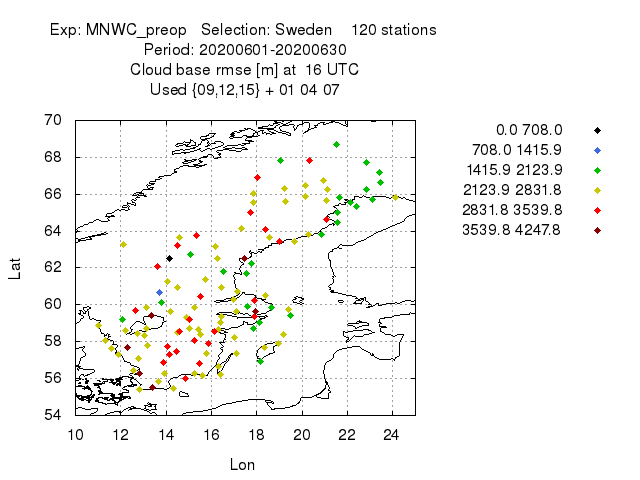 Exp: MNWC_preop Selection: Sweden 120 stations
Period: 20200601-20200630
Cloud base rmse [m] at 16 UTC
Used {09,12,15} + 01 04 07
70
68
66
64
62
60
58
56
54
Lat
10 12 14 16 18 20 22 24
Lon
0.0 708.0
708.0 1415.9
1415.9 2123.9
2123.9 2831.8
2831.8 3539.8
3539.8 4247.8